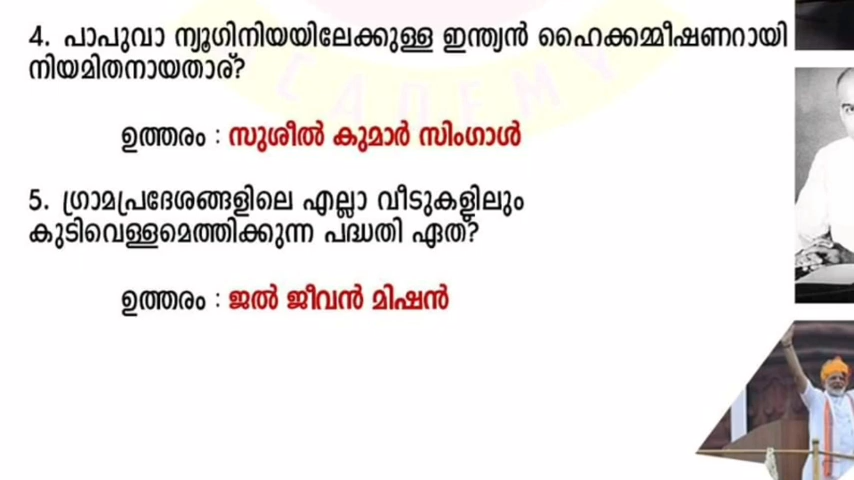 4. പാപുവാ ന്യൂഗിനിയയിലേക്കുള്ള ഇന്ത്യൻ ഹൈക്കമ്മീഷണറായി
നിയമിതനായതാര്?
ഉത്തരം : സുശീൽ കുമാർ സിംഗാൾ
5. ഗ്രാമപ്രദേശങ്ങളിലെ എല്ലാ വീടുകളിലും
കുടിവെള്ളമെത്തിക്കുന്ന പദ്ധതി ഏത്?
ഉത്തരം : ജൽ ജീവൻ മിഷൻ
CADEMY